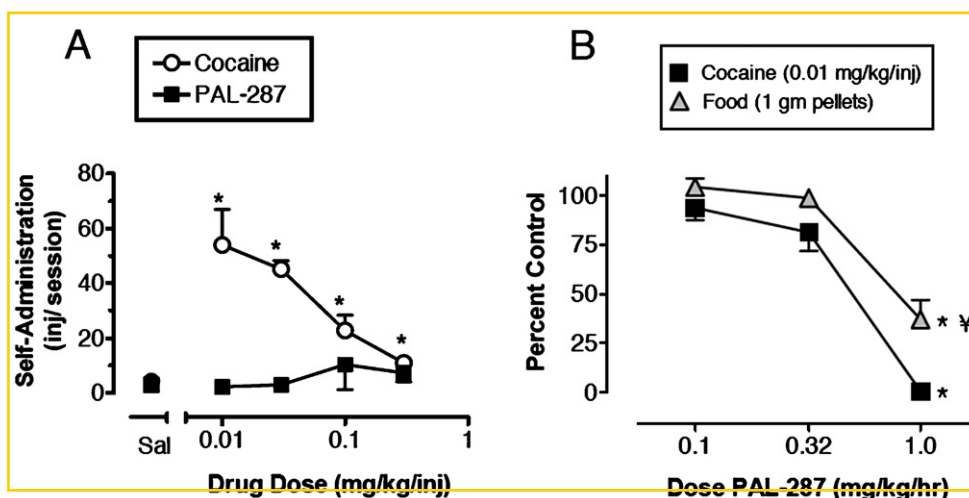 A
Cocaine
PAL-287
Self-Administration
(inj/session)
80
60
40
20
0
Sal
0.01
0.1
1
Drug Dose (mg/kg/inj)
*
*
*
*
B
Cocaine (0.01 mg/kg/inj)
Food (1 gm pellets)
Percent Control
100
75
50
25
0
* ¥
*
0.1
0.32
1.0
Dose PAL-287 (mg/kg/hr)